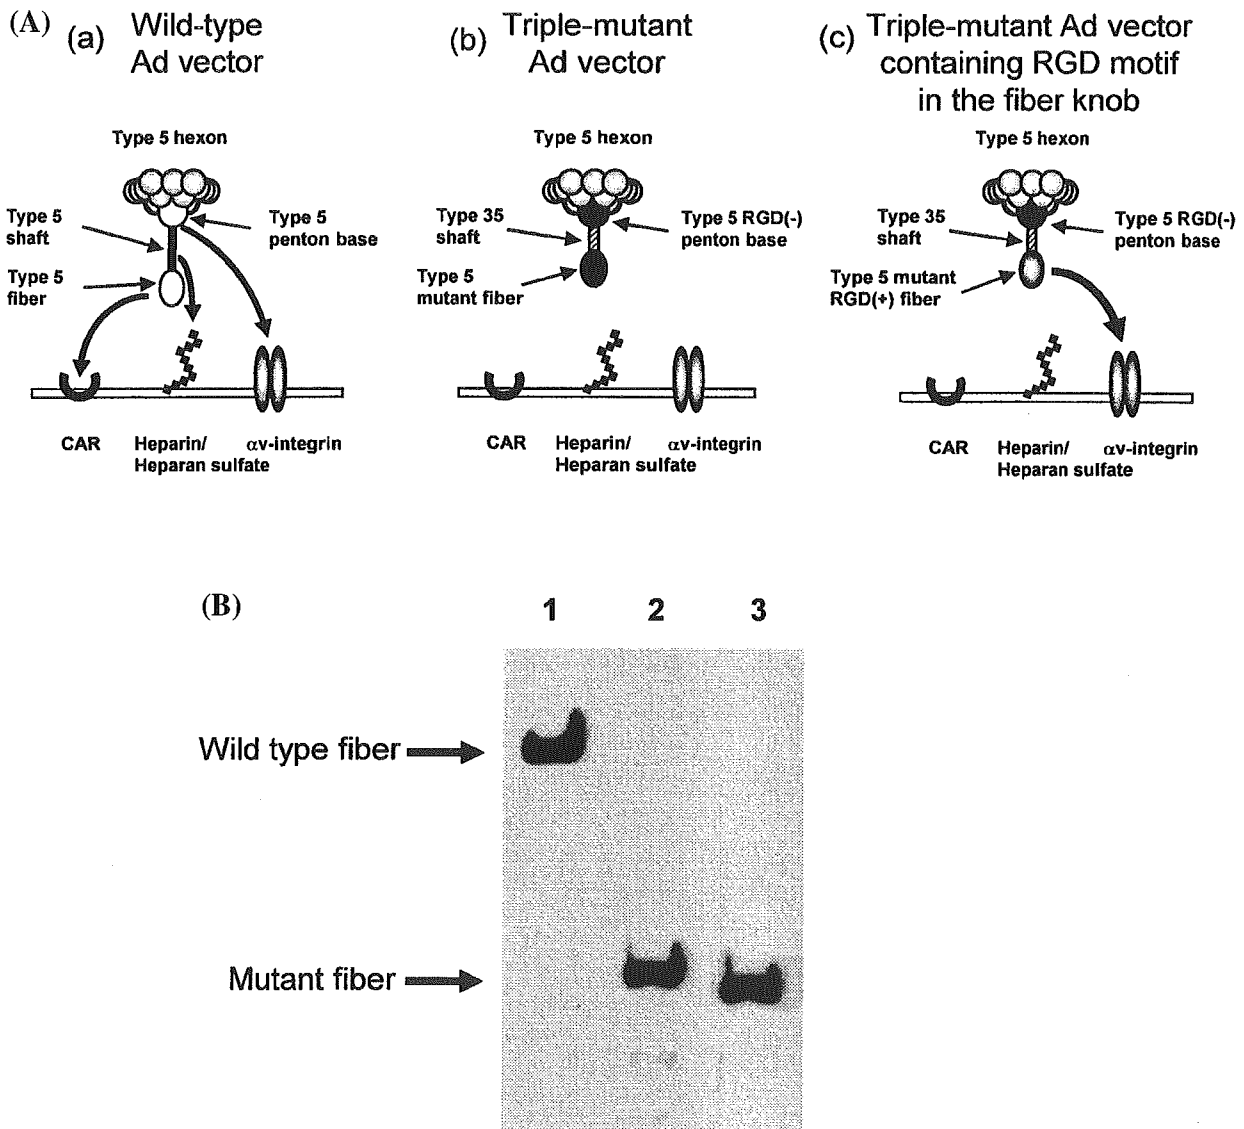 (A)
(a) Wild-type
Ad vector
Type 5 hexon
Type 5
shaft
Type 5
penton base
Type 5
fiber
CAR
Heparin/
Heparan sulfate
αv-integrin
(b) Triple-mutant
Ad vector
Type 5 hexon
Type 35
shaft
Type 5 RGD(-)
penton base
Type 5
mutant fiber
CAR
Heparin/
Heparan sulfate
αv-integrin
(c) Triple-mutant Ad vector
containing RGD motif
in the fiber knob
Type 5 hexon
Type 35
shaft
Type 5 RGD(-)
penton base
Type 5 mutant
RGD(+) fiber
CAR
Heparin/
Heparan sulfate
αv-integrin
(B)
1 2 3
Wild type fiber
Mutant fiber